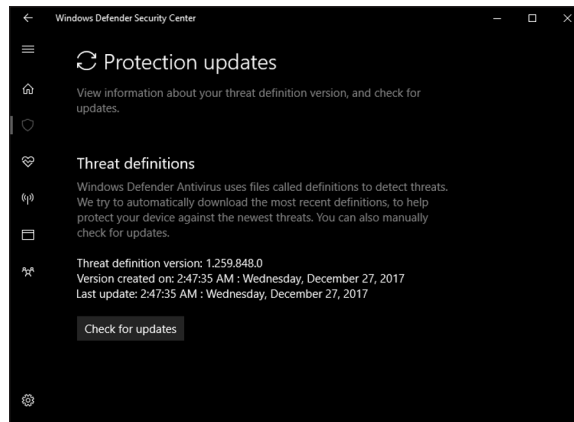 Windows Defender Security Center
Protection updates
View information about your threat definition version, and check for
updates.
Threat definitions
Windows Defender Antivirus uses files called definitions to detect threats.
We try to automatically download the most recent definitions, to help
protect your device against the newest threats. You can also manually
check for updates.
Threat definition version: 1.259.848.0
Version created on: 2:47:35 AM : Wednesday, December 27, 2017
Last update: 2:47:35 AM : Wednesday, December 27, 2017
Check for updates